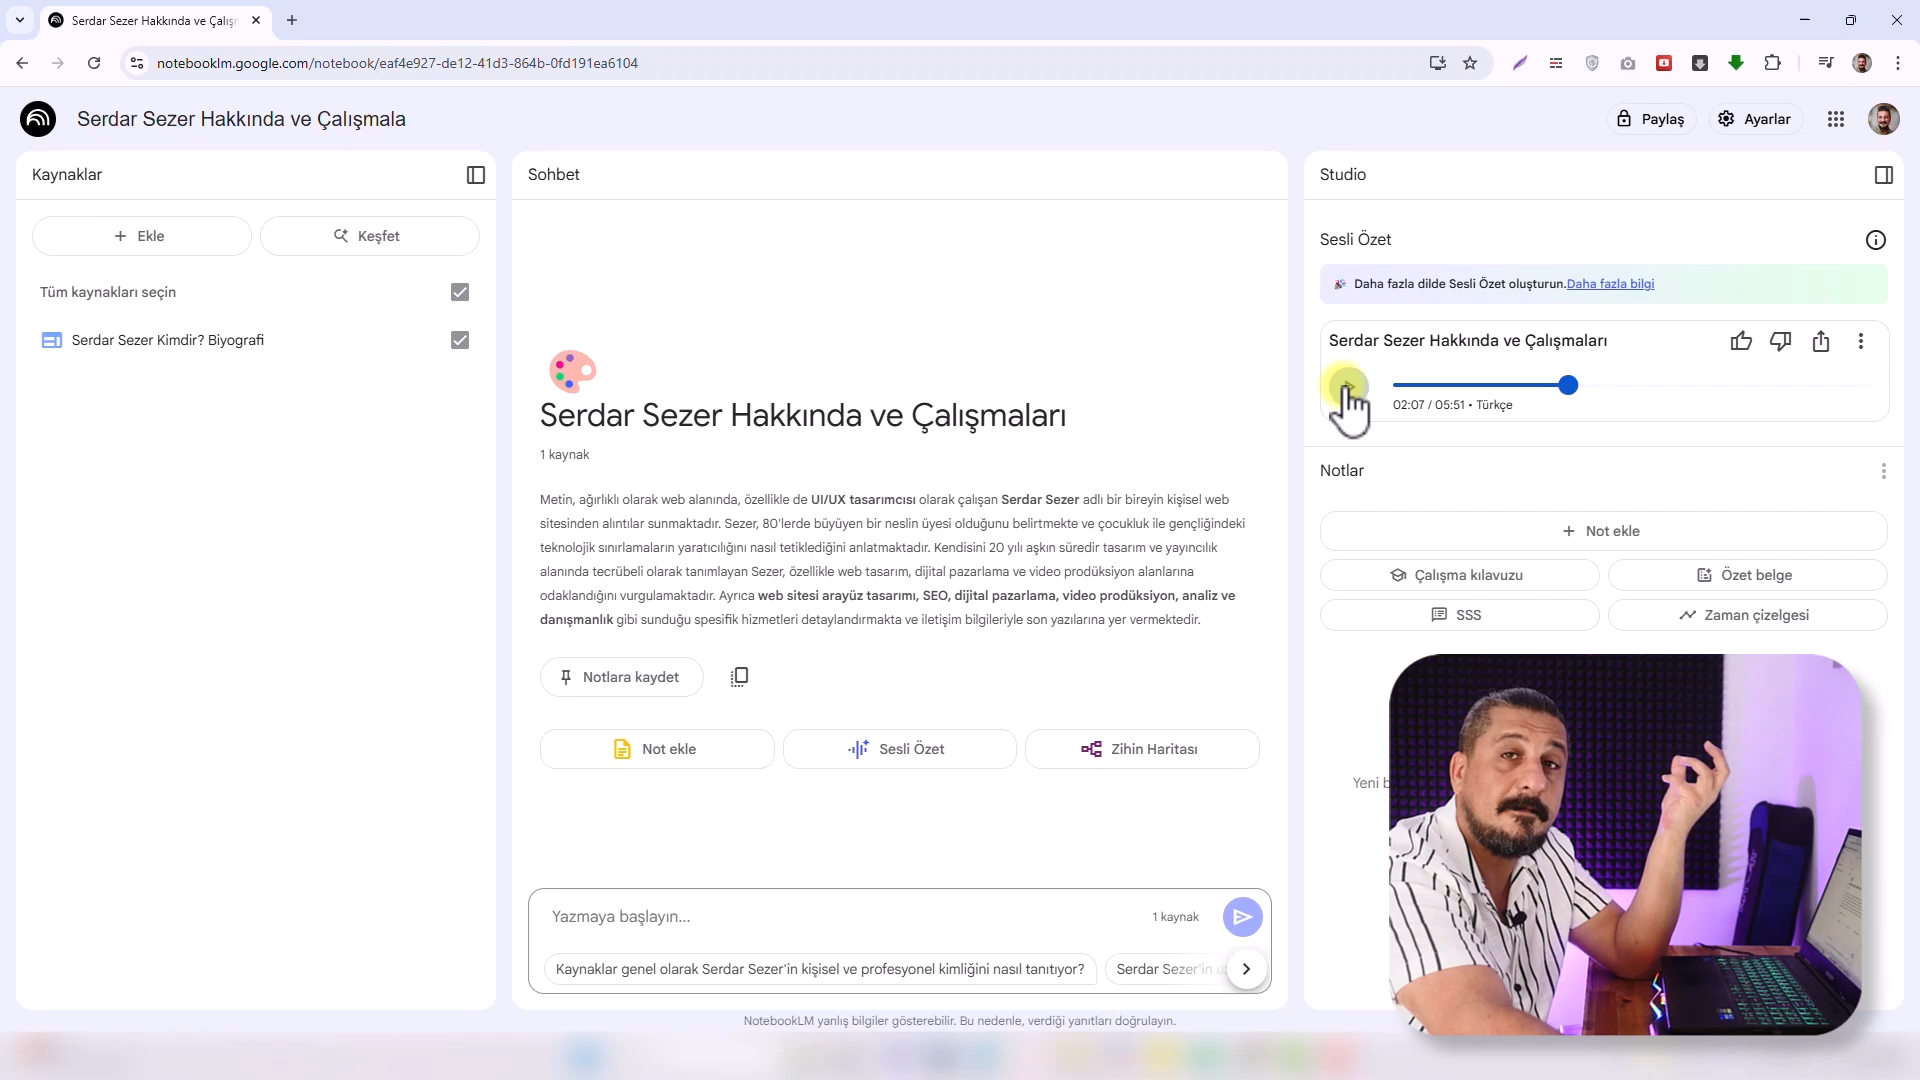 Serdar Sezer Hakkında ve Çalışm
notebooklm.google.com/notebook/eaf4e927-de12-41d3-864b-0fd191ea6104
Serdar Sezer Hakkında ve Çalışmala
Paylaş
Ayarlar
Kaynaklar
Ekle
Keşfet
Tüm kaynakları seçin
Serdar Sezer Kimdir? Biyografi
Sohbet
Serdar Sezer Hakkında ve Çalışmaları
1 kaynak
Metin, ağırlıklı olarak web alanında, özellikle de UI/UX tasarımcısı olarak çalışan Serdar Sezer adlı bir bireyin kişisel web
sitesinden alıntılar sunmaktadır. Sezer, 80'lerde büyüyen bir neslin üyesi olduğunu belirtmekte ve çocukluk ile gençliğindeki
teknolojik sınırlamaların yaratıcılığını nasıl tetiklediğini anlatmaktadır. Kendisini 20 yılı aşkın süredir tasarım ve yayıncılık
alanında tecrübeli olarak tanımlayan Sezer, özellikle web tasarım, dijital pazarlama ve video prodüksiyon alanlarına
odaklandığını vurgulamaktadır. Ayrıca web sitesi arayüz tasarımı, SEO, dijital pazarlama, video prodüksiyon, analiz ve
danışmanlık gibi sunduğu spesifik hizmetleri detaylandırmakta ve iletişim bilgileriyle son yazılarına yer vermektedir.
Notlara kaydet
Not ekle
Sesli Özet
Zihin Haritası
Yazmaya başlayın...
1 kaynak
Kaynaklar genel olarak Serdar Sezer'in kişisel ve profesyonel kimliğini nasıl tanıtıyor?
Serdar Sezer'in
NotebookLM yanlış bilgiler gösterebilir. Bu nedenle, verdiği yanıtları doğrulayın.
Studio
Sesli Özet
Daha fazla dilde Sesli Özet oluşturun.Daha fazla bilgi
Serdar Sezer Hakkında ve Çalışmaları
02:07 / 05:51 • Türkçe
Notlar
Not ekle
Çalışma kılavuzu
Özet belge
SSS
Zaman çizelgesi
Yeni